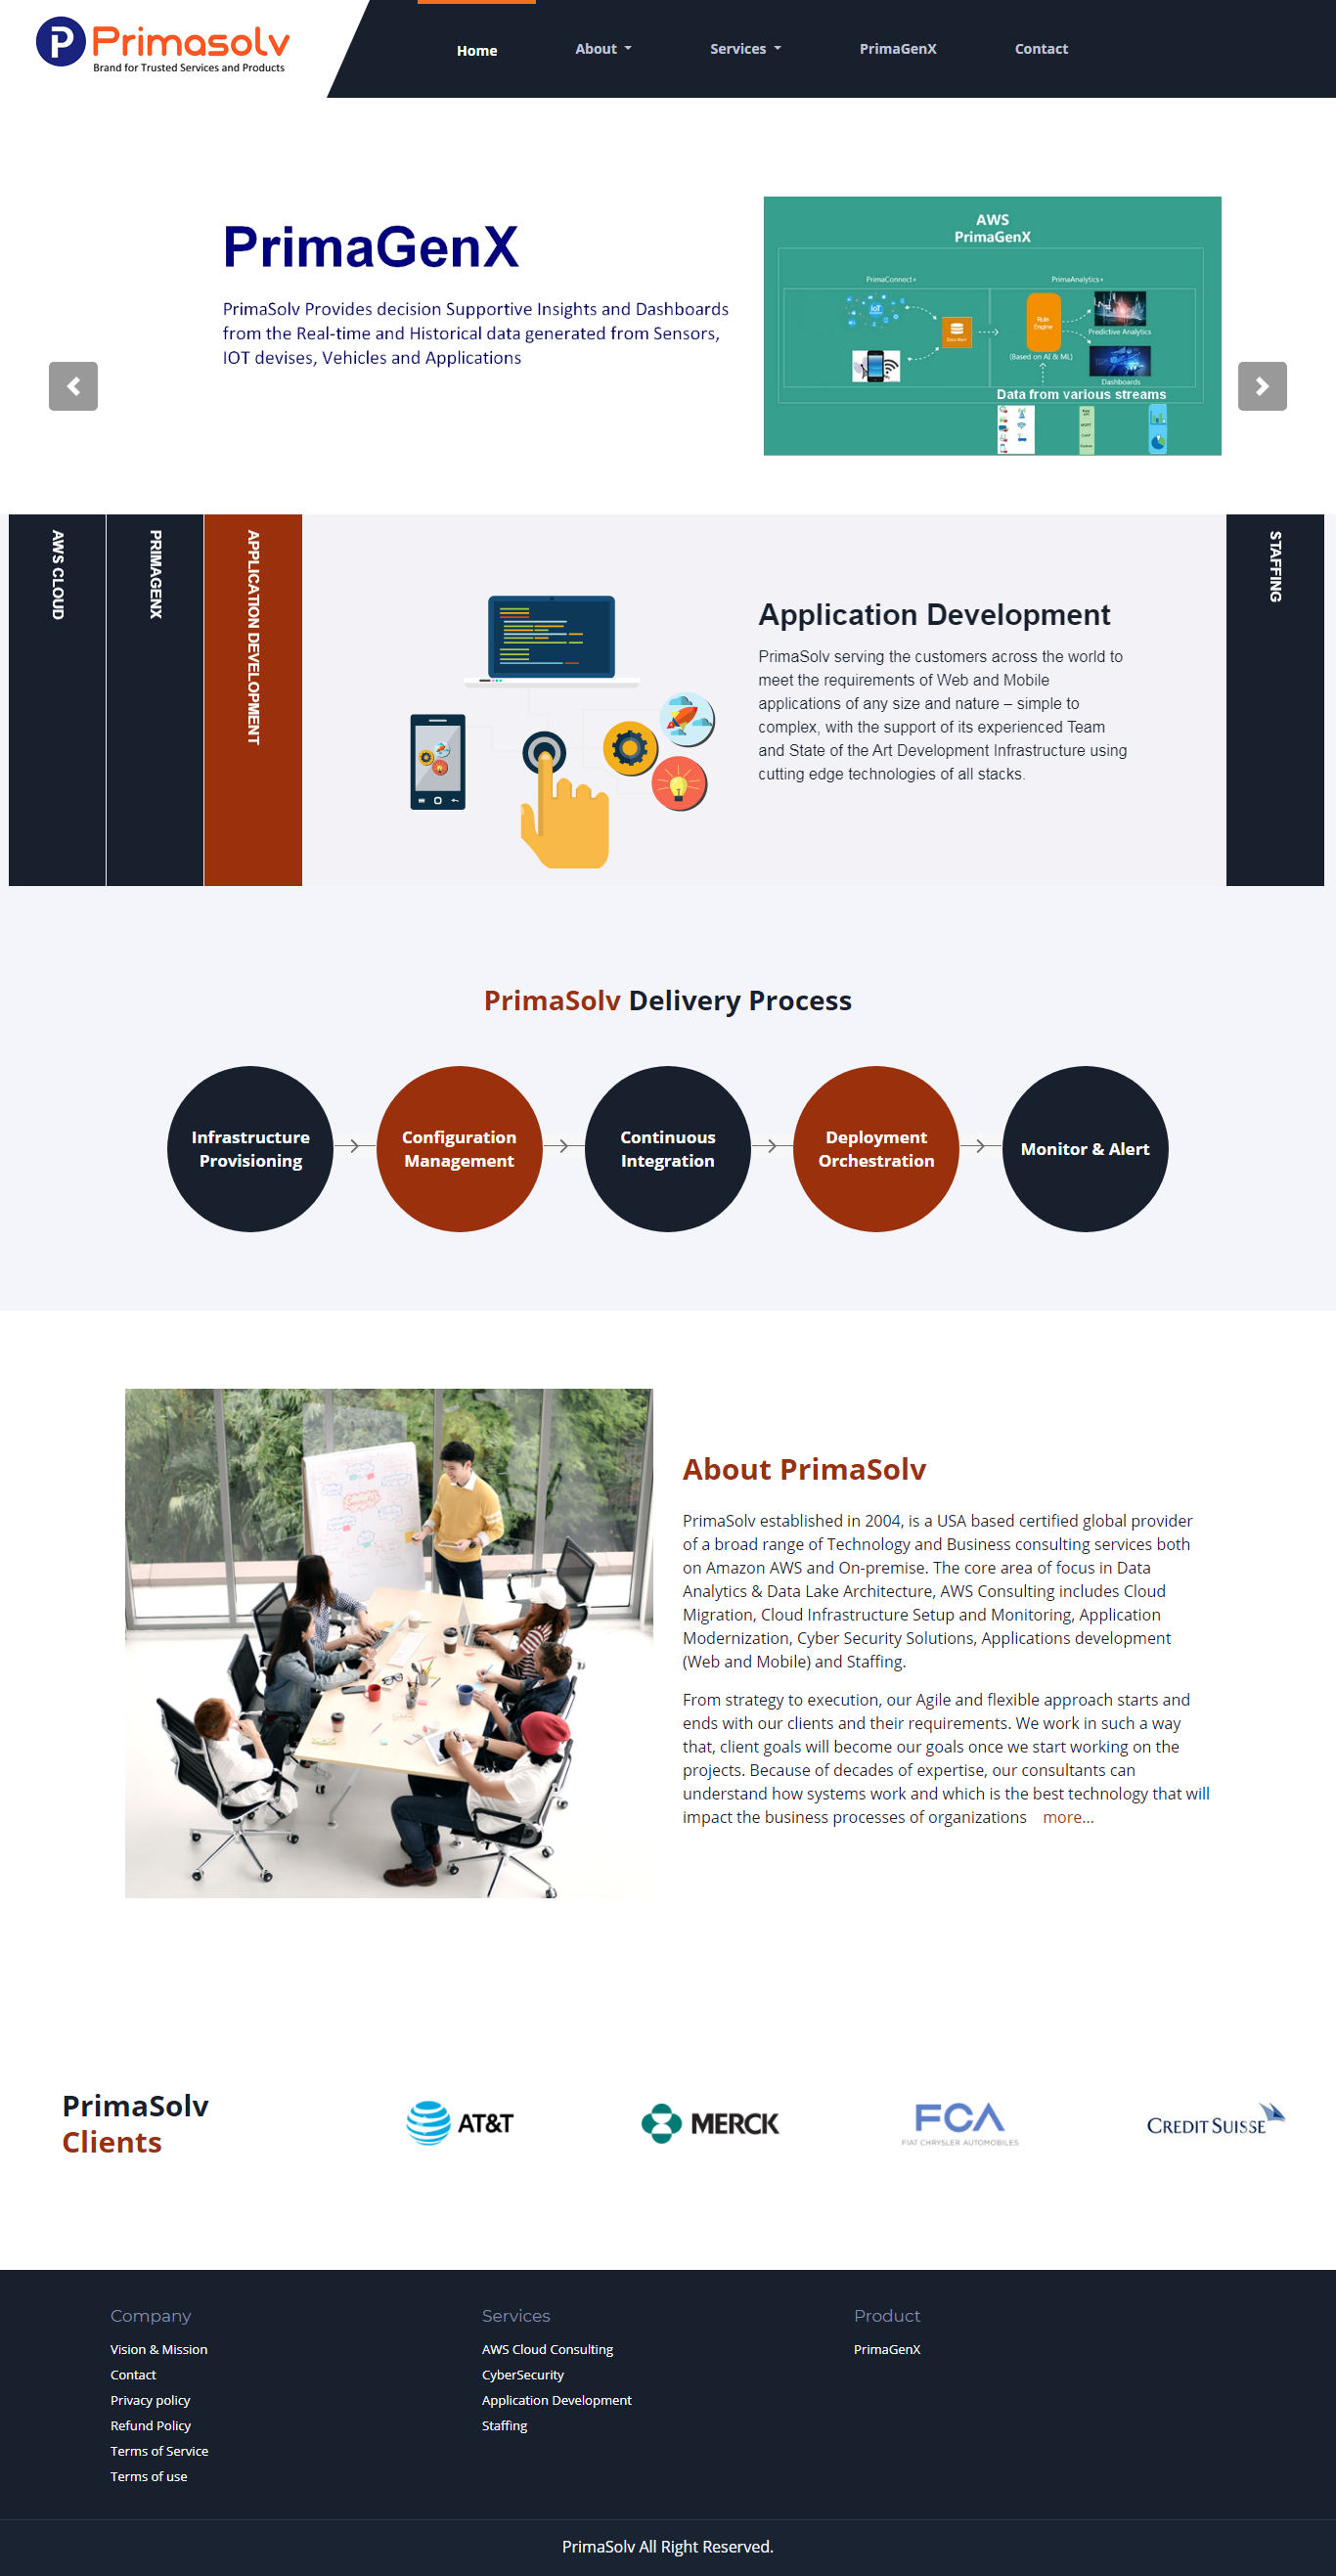 Primasolv
Brand for Trusted Services and Products
Home
About
Services
PrimaGenX
Contact
PrimaGenX
PrimaSolv Provides decision Supportive Insights and Dashboards
from the Real-time and Historical data generated from Sensors,
IOT devises, Vehicles and Applications
AWS
PrimaGenX
PrimaConnect+
PrimaAnalytics+
IoT
Rule
Engine
Predictive Analytics
(Based on AI & ML)
Dashboards
Data from various streams
AWS CLOUD
PRIMAGENX
APPLICATION DEVELOPMENT
Application Development
PrimaSolv serving the customers across the world to
meet the requirements of Web and Mobile
applications of any size and nature – simple to
complex, with the support of its experienced Team
and State of the Art Development Infrastructure using
cutting edge technologies of all stacks.
STAFFING
PrimaSolv Delivery Process
Infrastructure
Provisioning
Configuration
Management
Continuous
Integration
Deployment
Orchestration
Monitor & Alert
About PrimaSolv
PrimaSolv established in 2004, is a USA based certified global provider
of a broad range of Technology and Business consulting services both
on Amazon AWS and On-premise. The core area of focus in Data
Analytics & Data Lake Architecture, AWS Consulting includes Cloud
Migration, Cloud Infrastructure Setup and Monitoring, Application
Modernization, Cyber Security Solutions, Applications development
(Web and Mobile) and Staffing.
From strategy to execution, our Agile and flexible approach starts and
ends with our clients and their requirements. We work in such a way
that, client goals will become our goals once we start working on the
projects. Because of decades of expertise, our consultants can
understand how systems work and which is the best technology that will
impact the business processes of organizations more...
PrimaSolv
Clients
AT&T
MERCK
FCA
FIAT CHRYSLER AUTOMOBILES
CREDIT SUISSE
Company
Vision & Mission
Contact
Privacy policy
Refund Policy
Terms of Service
Terms of use
Services
AWS Cloud Consulting
CyberSecurity
Application Development
Staffing
Product
PrimaGenX
PrimaSolv All Right Reserved.